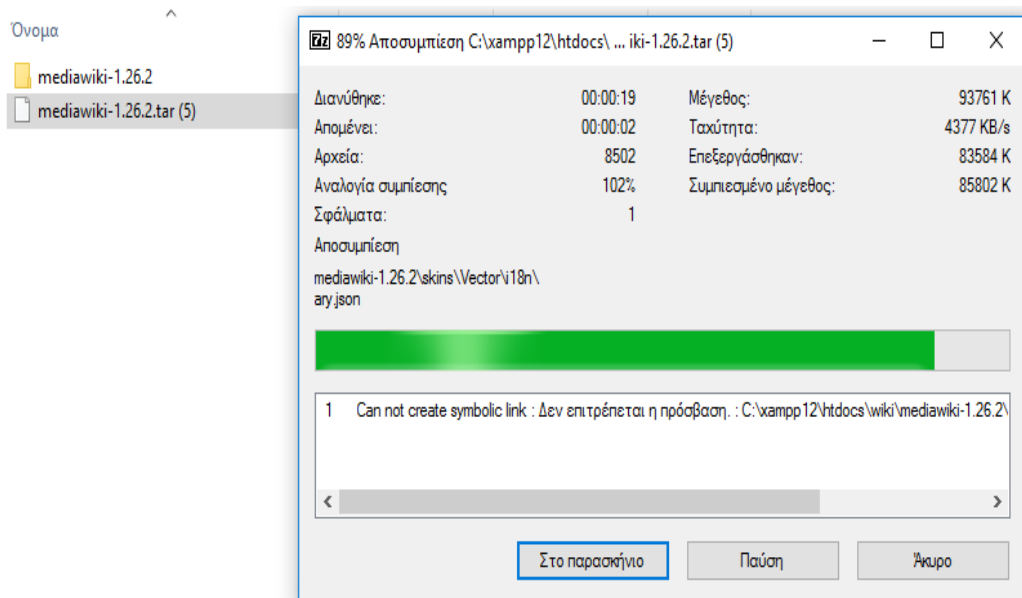 Όνομα
mediawiki-1.26.2
mediawiki-1.26.2.tar (5)
7z 89% Αποσυμπίεση C:\xampp12\htdocs\ ... iki-1.26.2.tar (5)
Διανύθηκε: 00:00:19 Μέγεθος: 93761 K
Απομένει: 00:00:02 Ταχύτητα: 4377 KB/s
Αρχεία: 8502 Επεξεργάσθηκαν: 83584 K
Αναλογία συμπίεσης 102% Συμπιεσμένο μέγεθος: 85802 K
Σφάλματα: 1
Αποσυμπίεση
mediawiki-1.26.2\skins\Vector\i18n\
ary.json
1 Can not create symbolic link : Δεν επιτρέπεται η πρόσβαση. : C:\xampp12\htdocs\wiki\mediawiki-1.26.2\
Στο παρασκήνιο Παύση Άκυρο